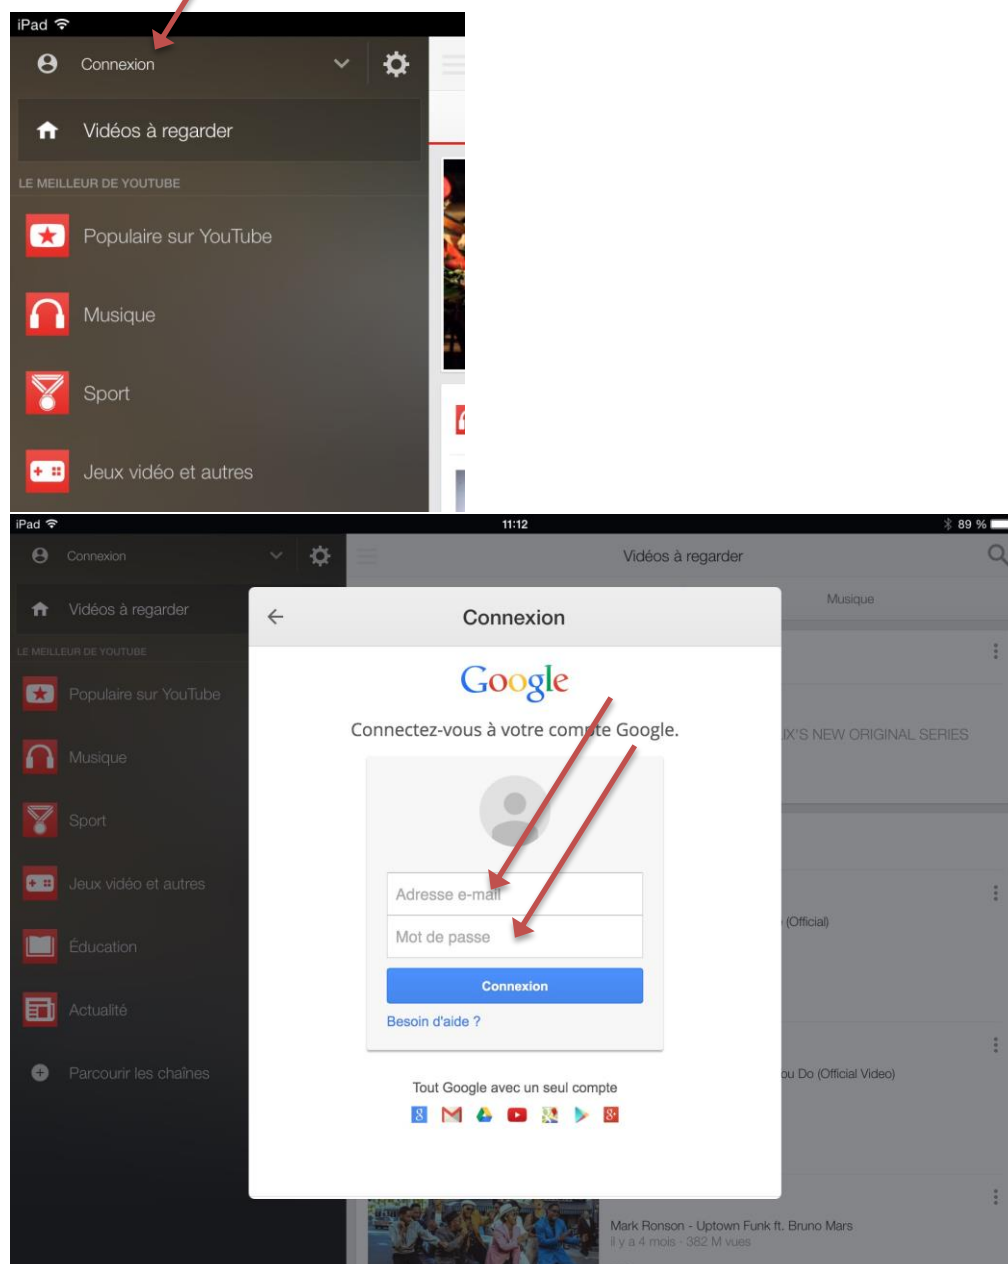 iPad
Connexion
Vidéos à regarder
LE MEILLEUR DE YOUTUBE
Populaire sur YouTube
Musique
Sport
Jeux vidéo et autres
iPad 11:12 89 %
Connexion
Vidéos à regarder
Vidéos à regarder
Musique
LE MEILLEUR DE YOUTUBE
Populaire sur YouTube
Musique
Sport
Jeux vidéo et autres
Éducation
Actualité
Parcourir les chaînes
Connexion
Google
Connectez-vous à votre compte Google.
Adresse e-mail
Mot de passe
Connexion
Besoin d'aide ?
Tout Google avec un seul compte
'S NEW ORIGINAL SERIES
(Official)
Do (Official Video)
Mark Ronson - Uptown Funk ft. Bruno Mars
il y a 4 mois - 382 M vues